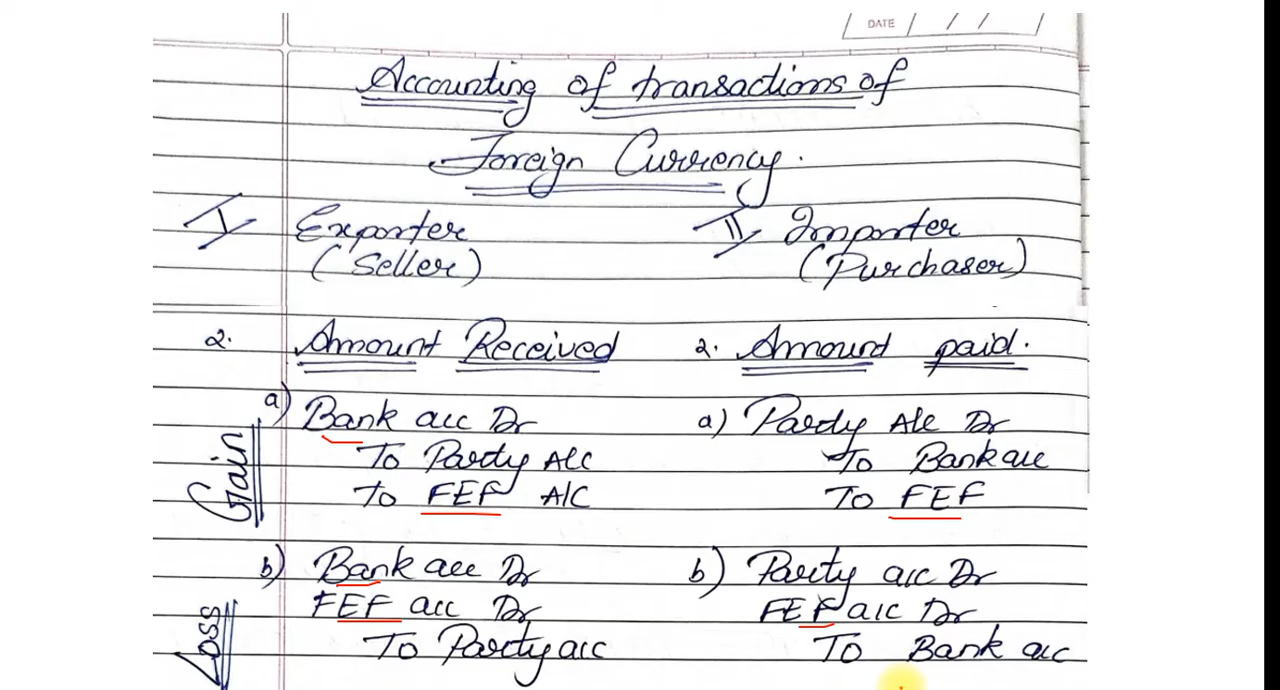 DATE / /
Accounting of transactions of
Foreign Currency.
I Exporter
(Seller)
II Importer
(Purchaser)
2. Amount Received
Gain
a) Bank acc Dr
To Party A/C
To FEF A/C
Loss
b) Bank acc Dr
FEF acc Dr
To Party acc
2. Amount paid.
a) Party A/c Dr
To Bank acc
To FEF
b) Party a/c Dr
FEF a/c Dr
To Bank acc